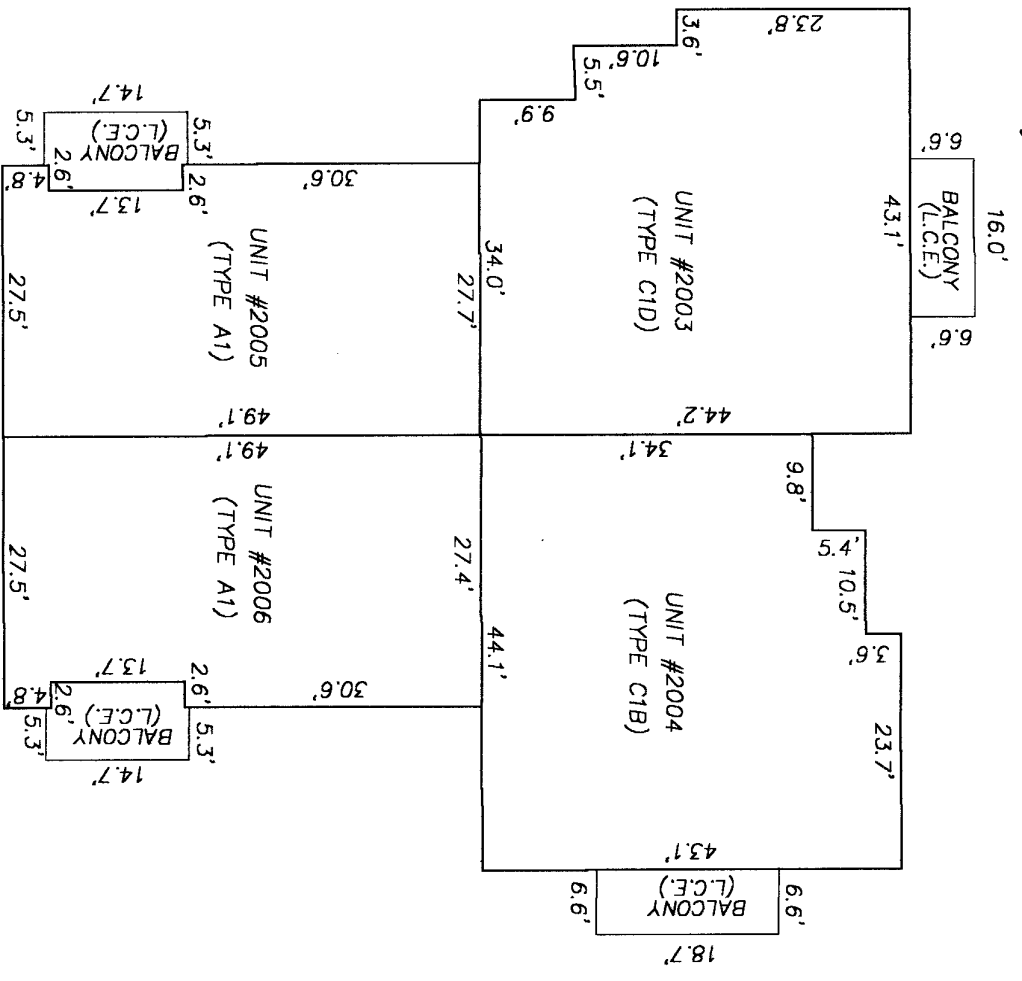 23.8'
3.6'
10.6'
5.5'
9.9'
6.6'
BALCONY
(L.C.E.)
16.0'
43.1'
6.6'
UNIT #2003
(TYPE C1D)
34.0'
44.2'
14.7'
5.3'
5.3'
BALCONY
(L.C.E.)
2.6'
2.6'
4.8'
13.7'
30.6'
UNIT #2005
(TYPE A1)
27.5'
27.7'
49.1'
49.1'
UNIT #2006
(TYPE A1)
27.5'
27.4'
13.7'
2.6'
2.6'
4.8'
30.6'
5.3'
5.3'
BALCONY
(L.C.E.)
14.7'
34.1'
9.8'
5.4'
10.5'
3.6'
UNIT #2004
(TYPE C1B)
44.1'
23.7'
43.1'
6.6'
6.6'
BALCONY
(L.C.E.)
18.7'